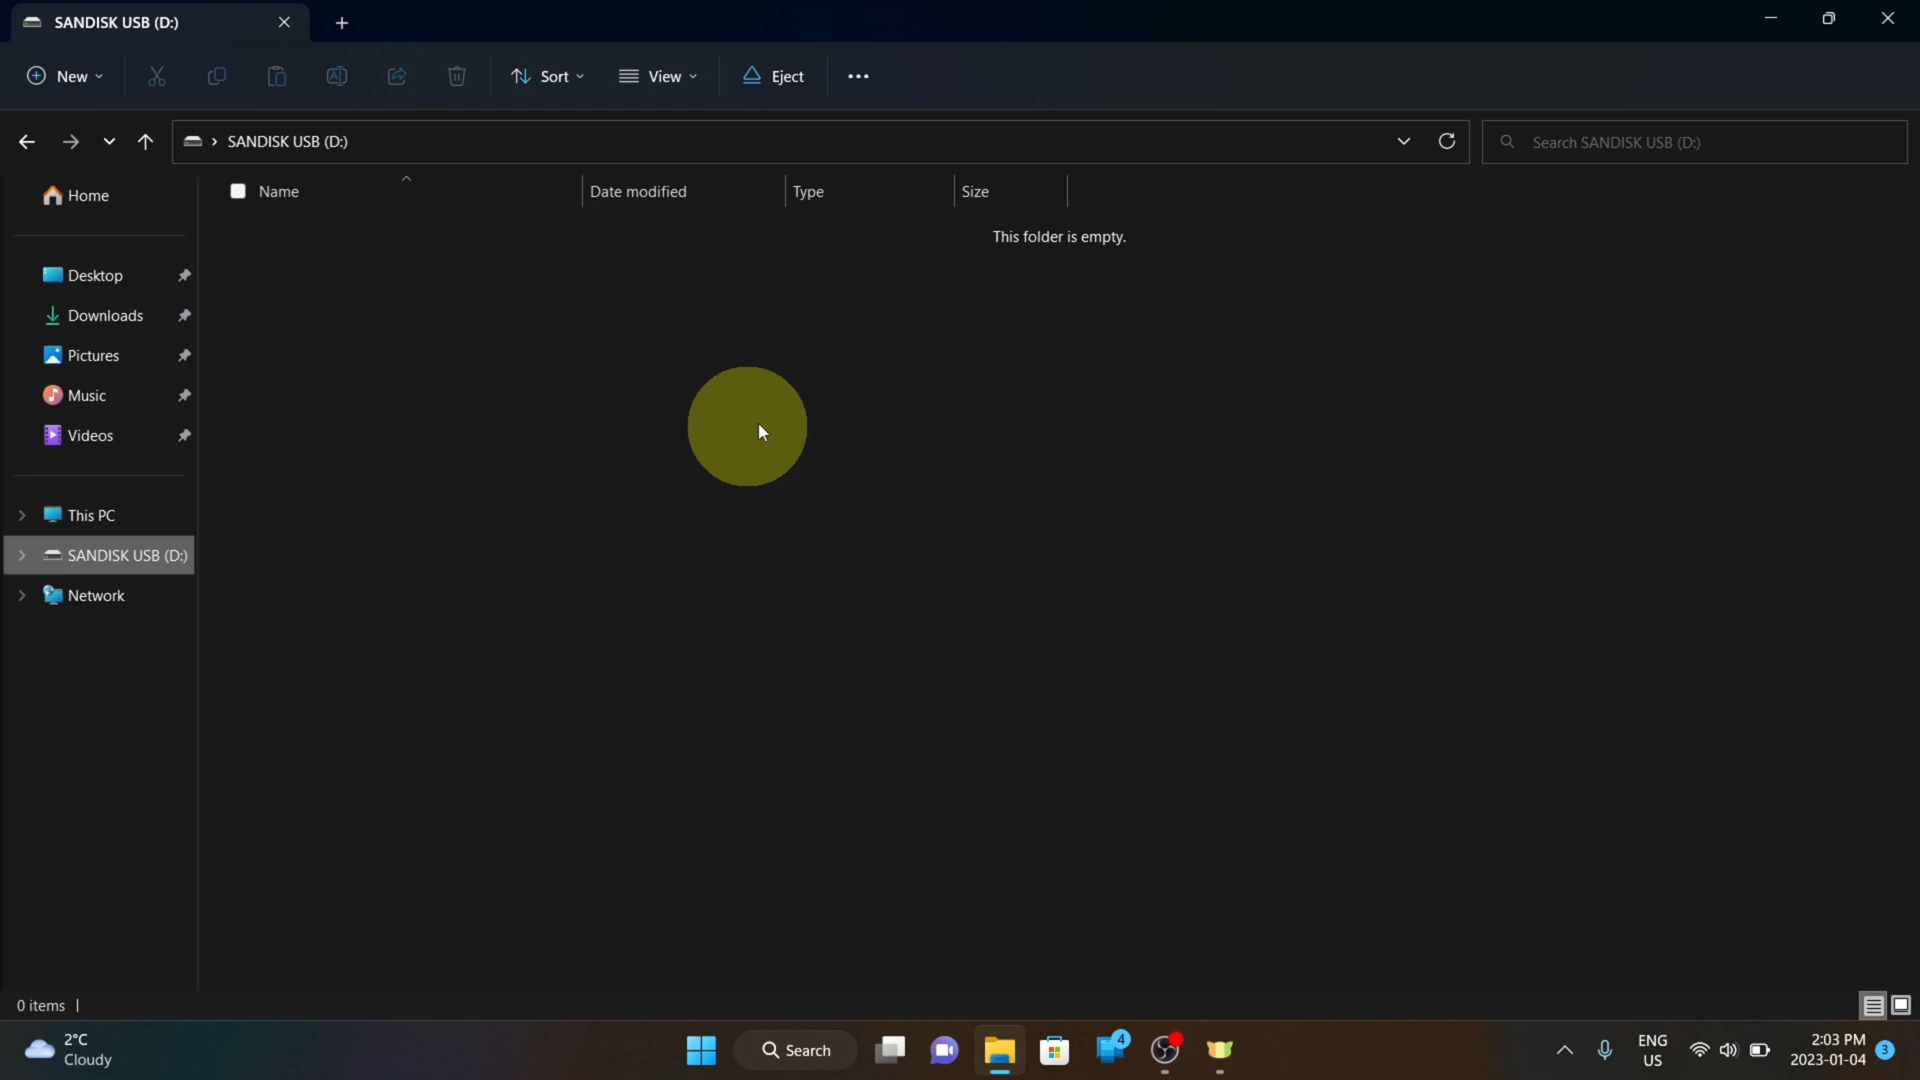 SANDISK USB (D:)
New
Sort
View
Eject
SANDISK USB (D:)
Search SANDISK USB (D:)
Home
Name
Date modified
Type
Size
This folder is empty.
Desktop
Downloads
Pictures
Music
Videos
This PC
SANDISK USB (D:)
Network
0 items
2°C
Cloudy
Search
4
ENG
US
2:03 PM
2023-01-04
3